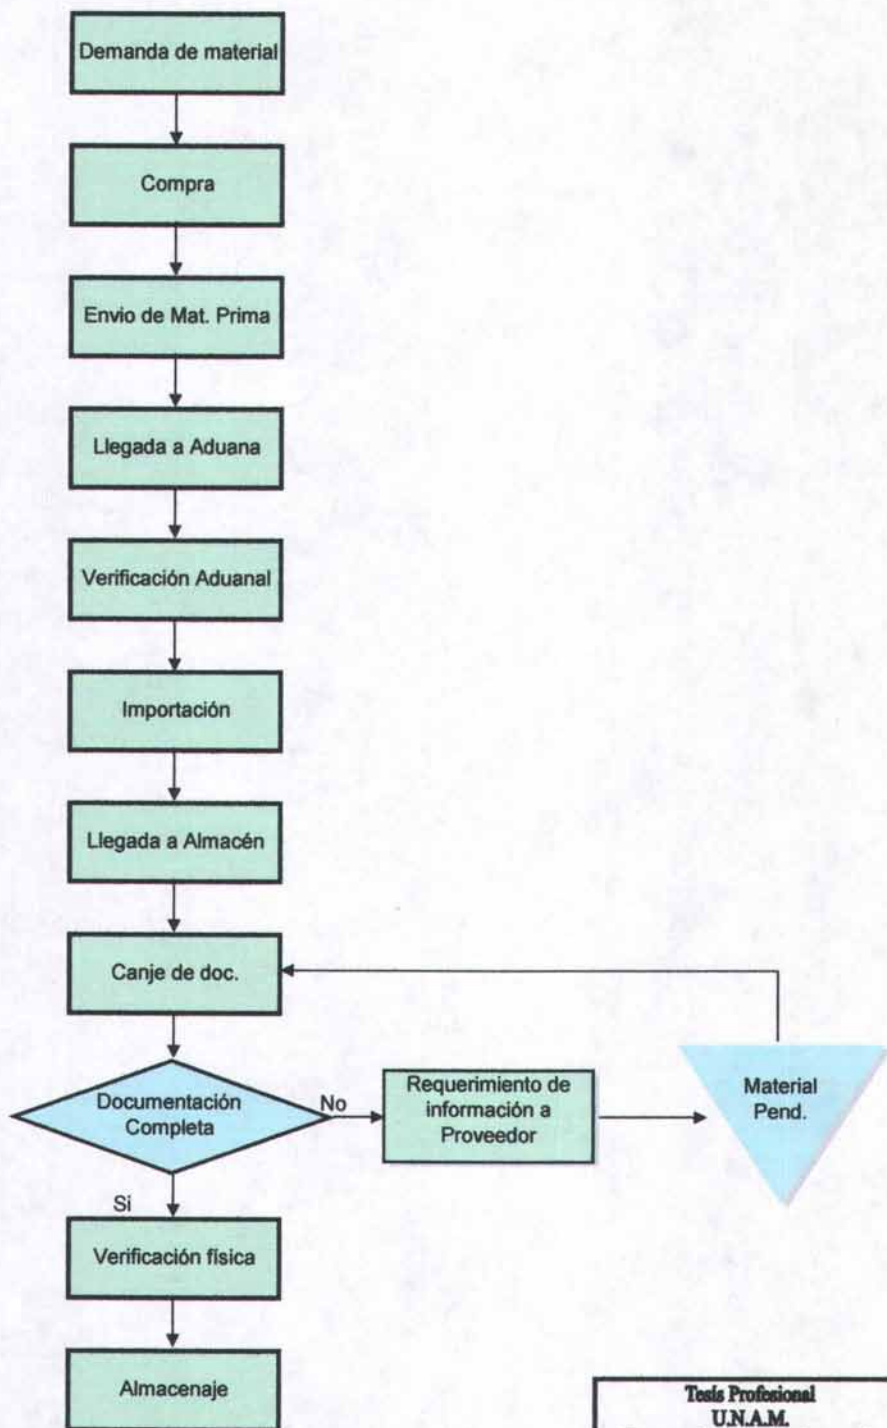 Demanda de material
Compra
Envio de Mat. Prima
Llegada a Aduana
Verificación Aduanal
Importación
Llegada a Almacén
Canje de doc.
Documentación
Completa
No
Requerimiento de
información a
Proveedor
Material
Pend.
Si
Verificación física
Almacenaje
Tesis Profesional
U.N.A.M.